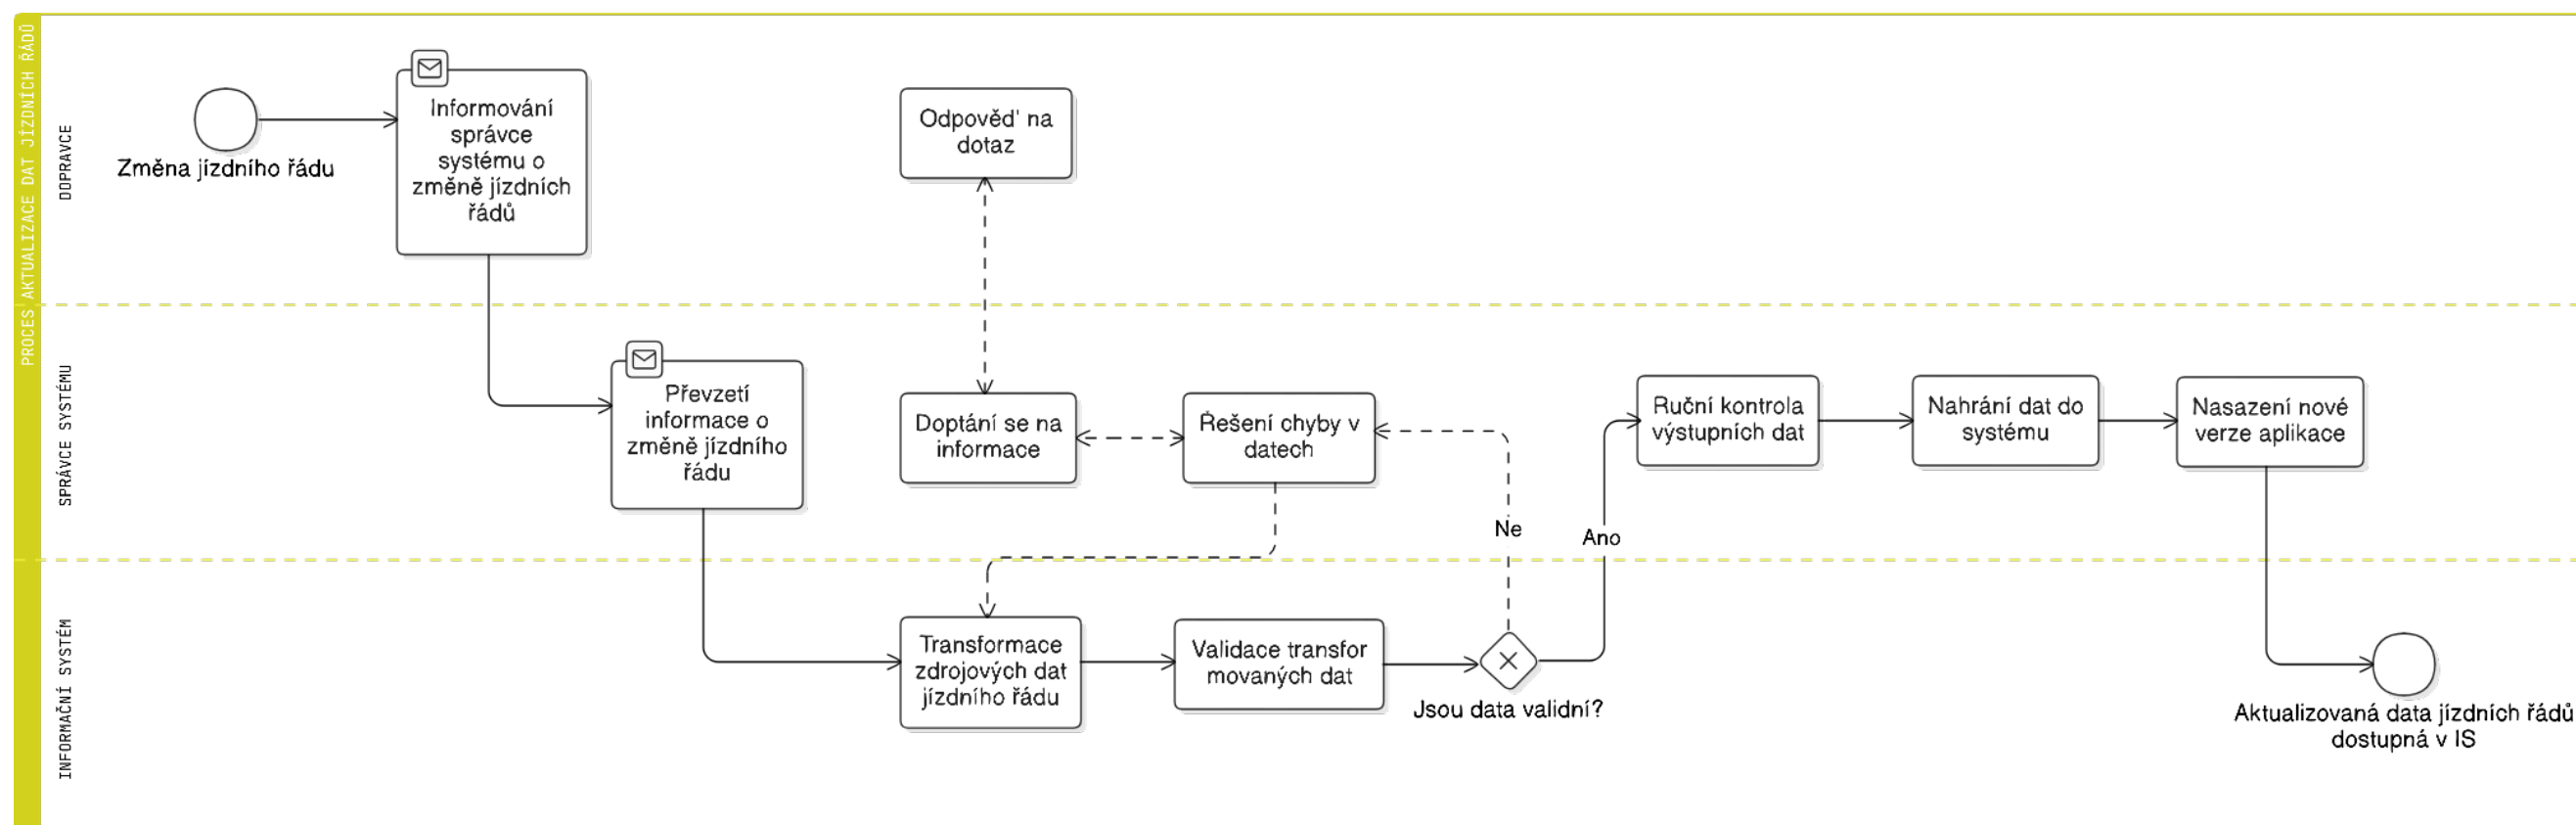 PROCES AKTUALIZACE DAT JÍZDNÍCH ŘÁDŮ
DOPRAVCE
Změna jízdního řádu
Informování
správce
systému o
změně jízdních
řádů
Odpověd' na
dotaz
SPRÁVCE SYSTÉMU
Převzetí
informace o
změně jízdního
řádu
Doptání se na
informace
Řešení chyby v
datech
Ne
Ano
Ruční kontrola
výstupních dat
Nahrání dat do
systému
Nasazení nové
verze aplikace
INFORMAČNÍ SYSTÉM
Transformace
zdrojových dat
jízdního řádu
Validace transfor
movaných dat
Jsou data validní?
Aktualizovaná data jízdních řádů
dostupná v IS